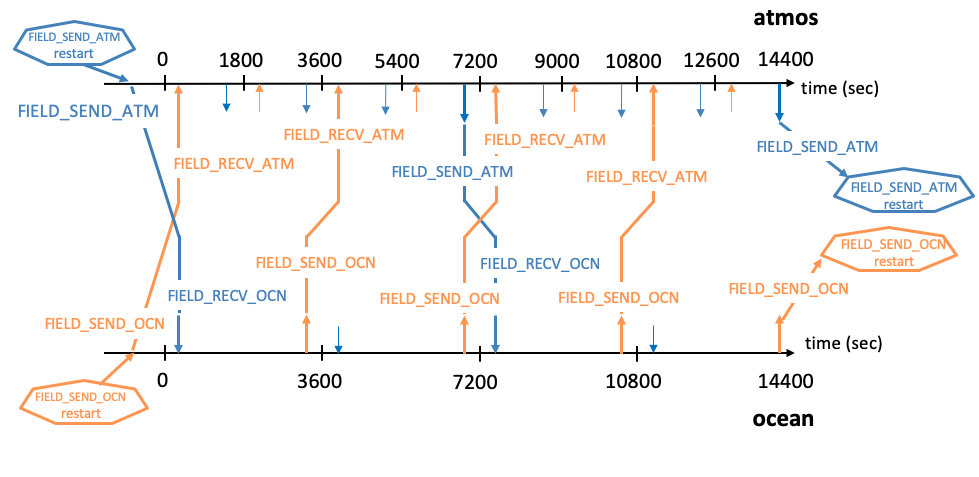 atmos
FIELD_SEND_ATM
restart
0 1800 3600 5400 7200 9000 10800 12600 14400
time (sec)
FIELD_SEND_ATM
FIELD_RECV_ATM
FIELD_RECV_ATM
FIELD_RECV_ATM
FIELD_SEND_ATM
FIELD_SEND_ATM
FIELD_RECV_ATM
FIELD_SEND_ATM
restart
FIELD_SEND_OCN
restart
FIELD_SEND_OCN
FIELD_RECV_OCN
FIELD_RECV_OCN
FIELD_SEND_OCN
FIELD_SEND_OCN
FIELD_SEND_OCN
FIELD_SEND_OCN
time (sec)
0 3600 7200 10800 14400
FIELD_SEND_OCN
restart
ocean